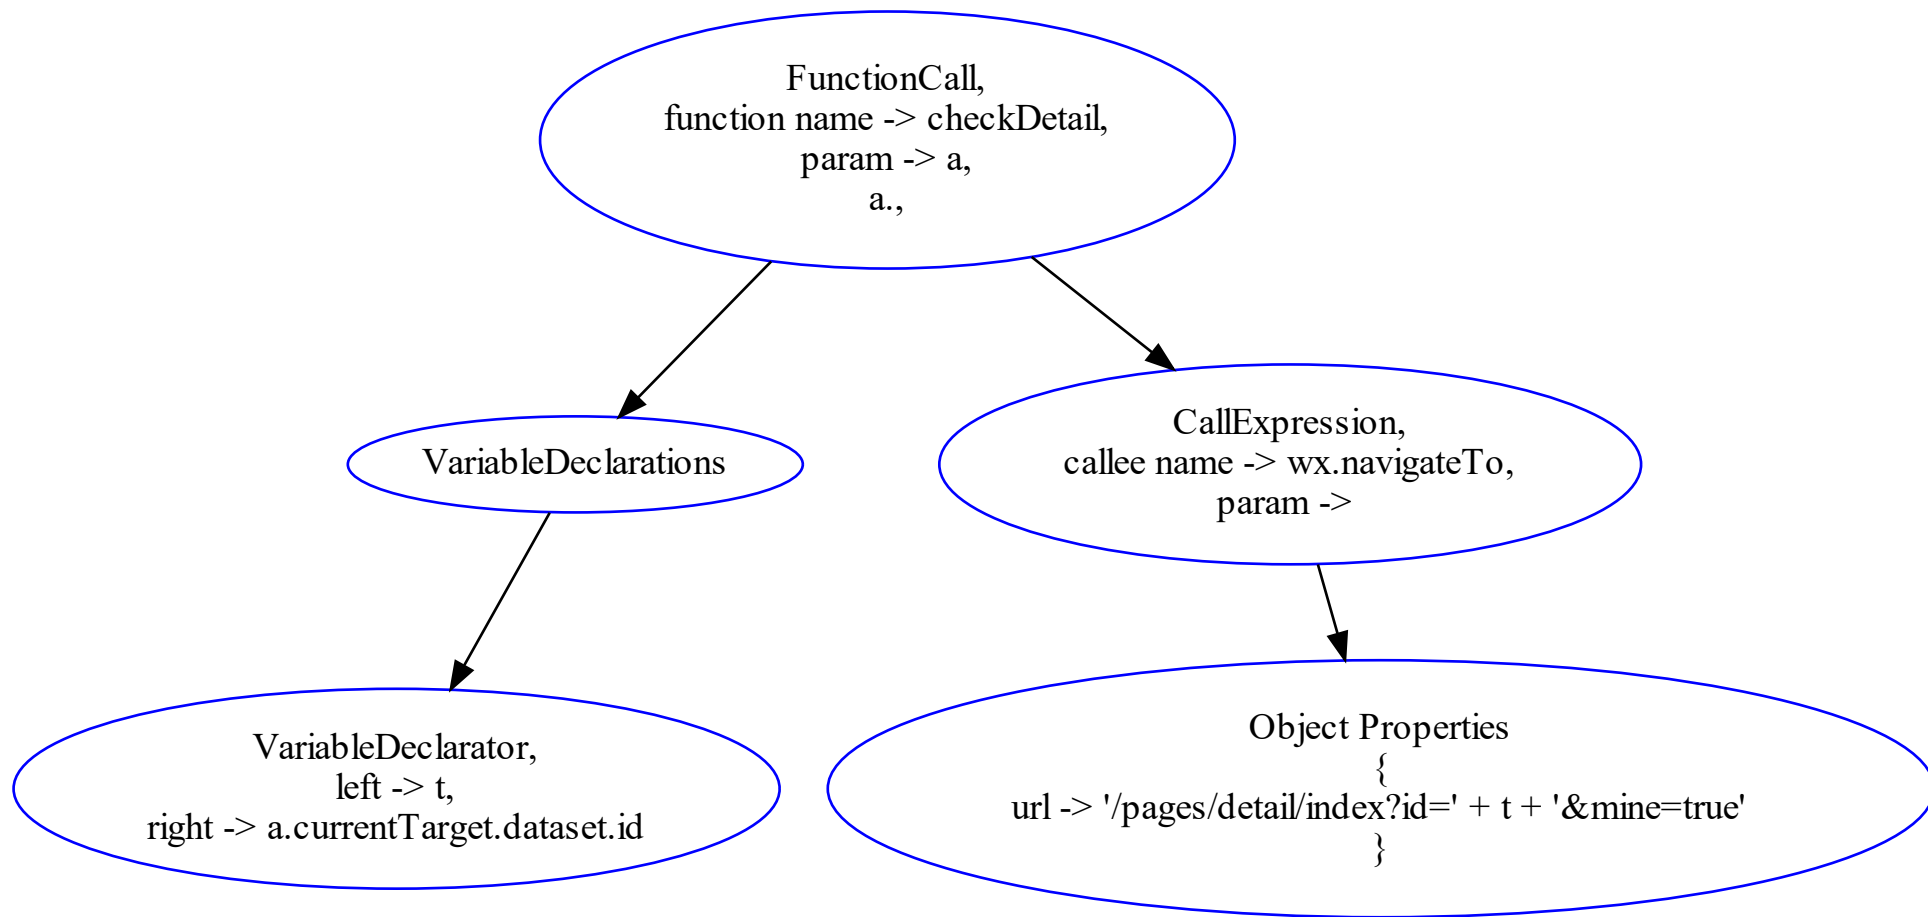 FunctionCall,
function name -> checkDetail,
param -> a,
a.,
VariableDeclarations
CallExpression,
callee name -> wx.navigateTo,
param ->
VariableDeclarator,
left -> t,
right -> a.currentTarget.dataset.id
Object Properties
{
url -> '/pages/detail/index?id=' + t + '&mine=true'
}